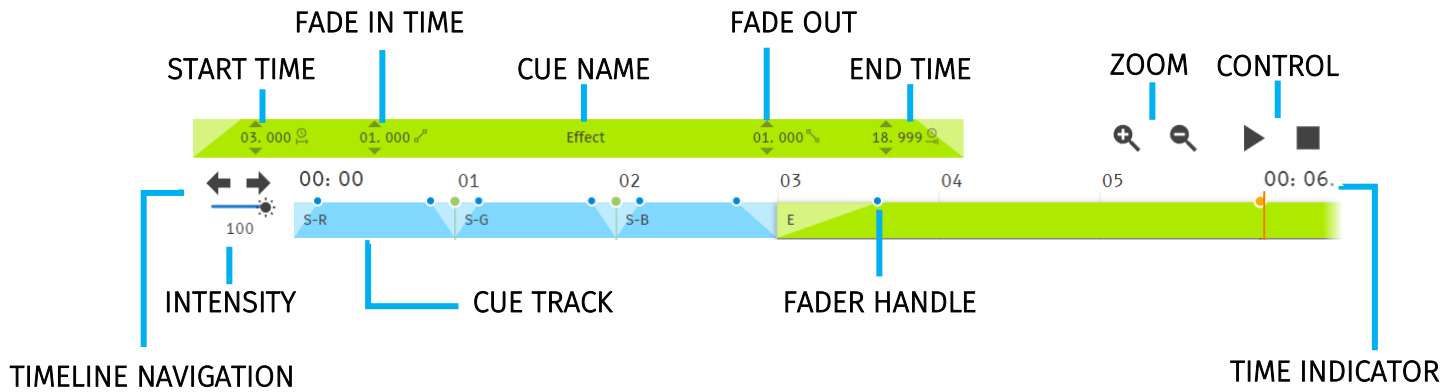 FADE IN TIME
FADE OUT
START TIME
CUE NAME
END TIME
ZOOM
CONTROL
03. 000
01. 000
Effect
01. 000
18. 999
00: 00
01
02
03
04
05
00: 06.
100
S-R
S-G
S-B
E
INTENSITY
CUE TRACK
FADER HANDLE
TIMELINE NAVIGATION
TIME INDICATOR